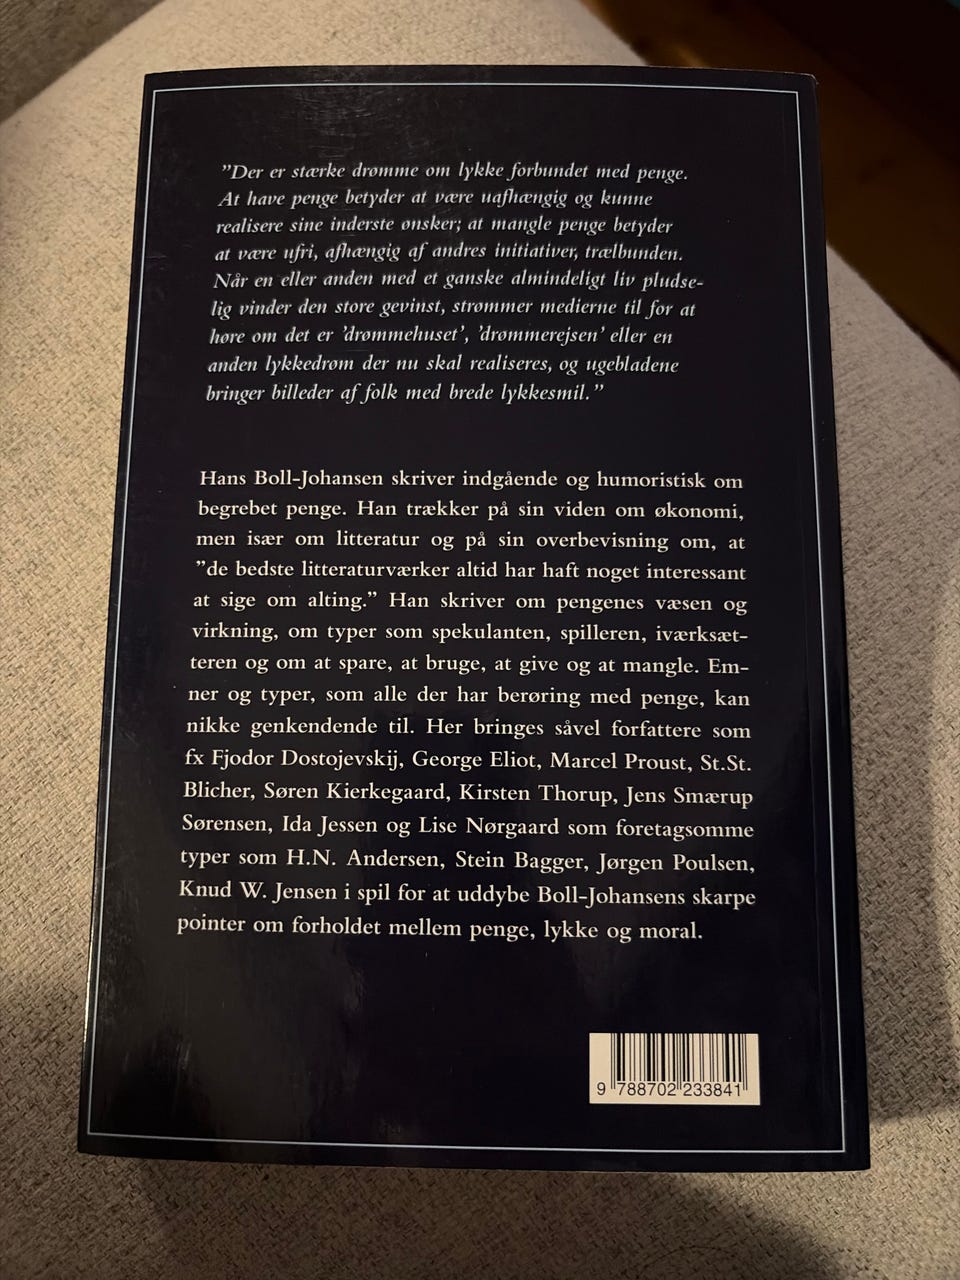 ”Der er stærke drømme om lykke forbundet med penge.
At have penge betyder at være uafhængig og kunne
realisere sine inderste ønsker; at mangle penge betyder
at være ufri, afhængig af andres initiativer, trælbunden.
Når en eller anden med et ganske almindeligt liv pludse-
lig vinder den store gevinst, strømmer medierne til for at
høre om det er ’drømmehuset’, ’drømmerejsen’ eller en
anden lykkedrøm der nu skal realiseres, og ugebladene
bringer billeder af folk med brede lykkesmil.”
Hans Boll-Johansen skriver indgående og humoristisk om
begrebet penge. Han trækker på sin viden om økonomi,
men især om litteratur og på sin overbevisning om, at
”de bedste litteraturværker altid har haft noget interessant
at sige om alting.” Han skriver om pengenes væsen og
virkning, om typer som spekulanten, spilleren, iværksæt-
teren og om at spare, at bruge, at give og at mangle. Em-
ner og typer, som alle der har berøring med penge, kan
nikke genkendende til. Her bringes såvel forfattere som
fx Fjodor Dostojevskij, George Eliot, Marcel Proust, St.St.
Blicher, Søren Kierkegaard, Kirsten Thorup, Jens Smærup
Sørensen, Ida Jessen og Lise Nørgaard som foretagsomme
typer som H.N. Andersen, Stein Bagger, Jørgen Poulsen,
Knud W. Jensen i spil for at uddybe Boll-Johansens skarpe
pointer om forholdet mellem penge, lykke og moral.
9 788702 233841